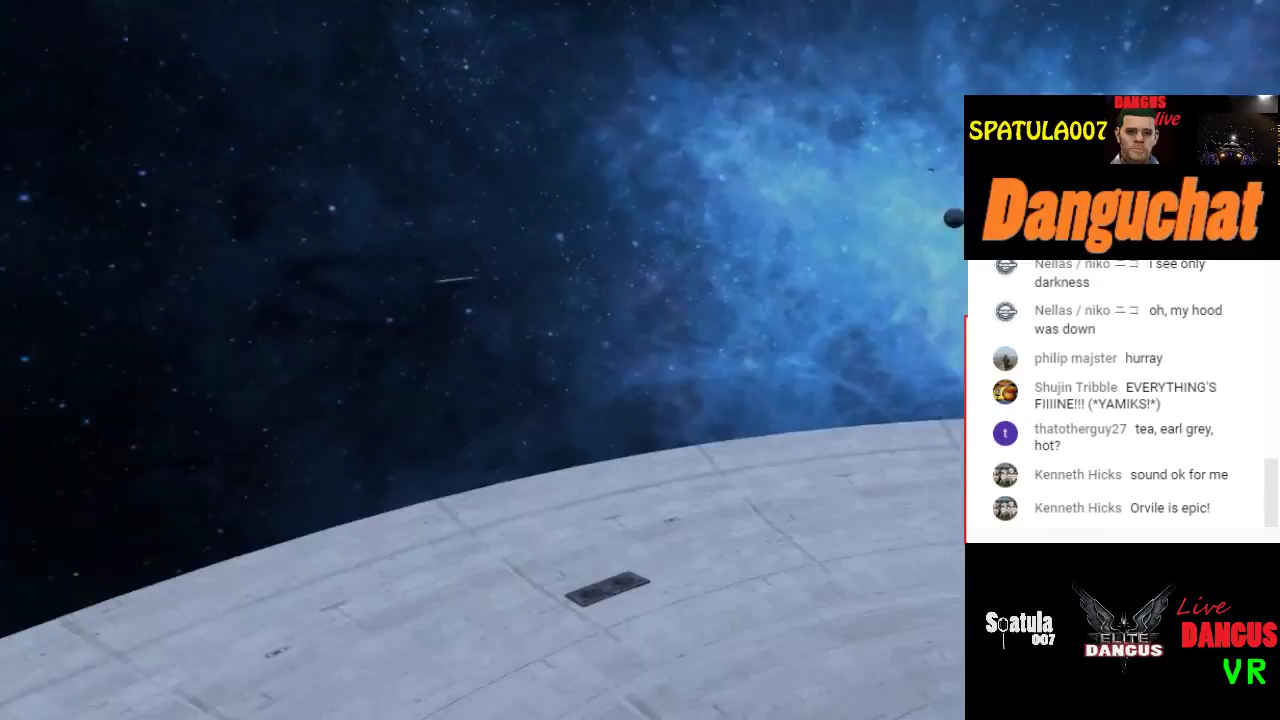 DANGUS
live
SPATULA007
Danguchat
Nellas / niko ニコ i see only
darkness
Nellas / niko ニコ oh, my hood
was down
philip majster hurray
Shujin Tribble EVERYTHING'S
FIIIINE!!! (*YAMIKS!*)
t thatotherguy27 tea, earl grey,
hot?
Kenneth Hicks sound ok for me
Kenneth Hicks Orvile is epic!
Spatula
007
ELITE
DANGUS
Live
DANGUS
VR